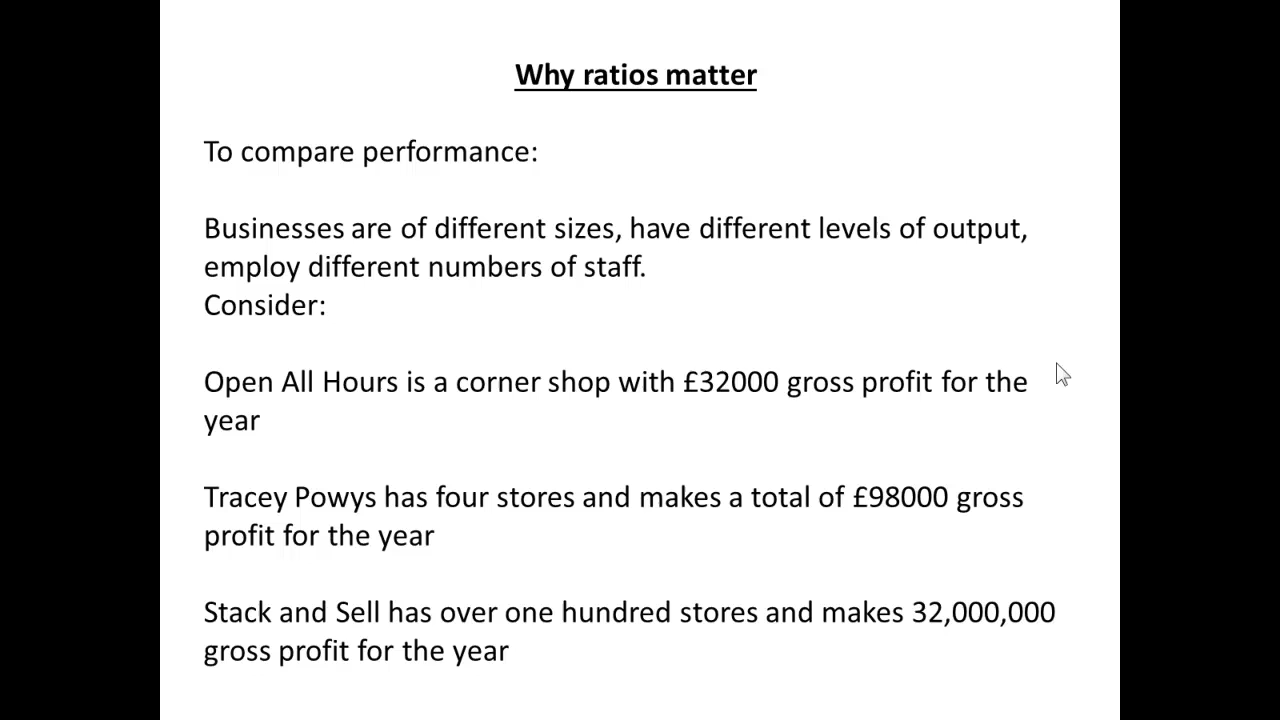 Why ratios matter
To compare performance:
Businesses are of different sizes, have different levels of output,
employ different numbers of staff.
Consider:
Open All Hours is a corner shop with £32000 gross profit for the
year
Tracey Powys has four stores and makes a total of £98000 gross
profit for the year
Stack and Sell has over one hundred stores and makes 32,000,000
gross profit for the year